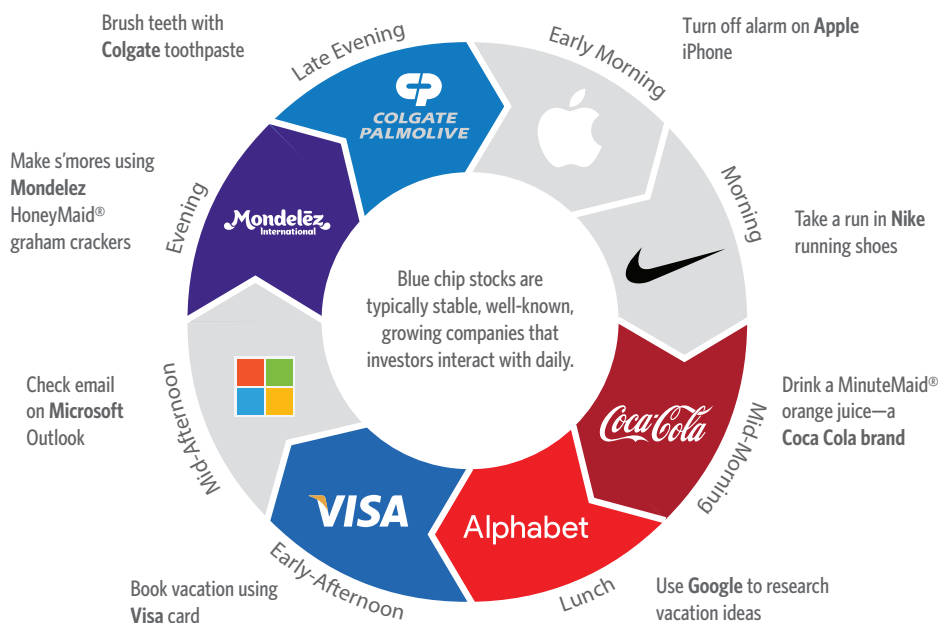 Brush teeth with
Colgate toothpaste
Late Evening
COLGATE
PALMOLIVE
Early Morning
Turn off alarm on Apple
iPhone
Morning
Take a run in Nike
running shoes
Make s'mores using
Mondelez
HoneyMaid®
graham crackers
Evening
Mondelēz
International
Blue chip stocks are
typically stable, well-known,
growing companies that
investors interact with daily.
Check email
on Microsoft
Outlook
Mid-Afternoon
Coca-Cola
Mid-Morning
Drink a MinuteMaid®
orange juice—a
Coca Cola brand
VISA
Early-Afternoon
Book vacation using
Visa card
Alphabet
Lunch
Use Google to research
vacation ideas